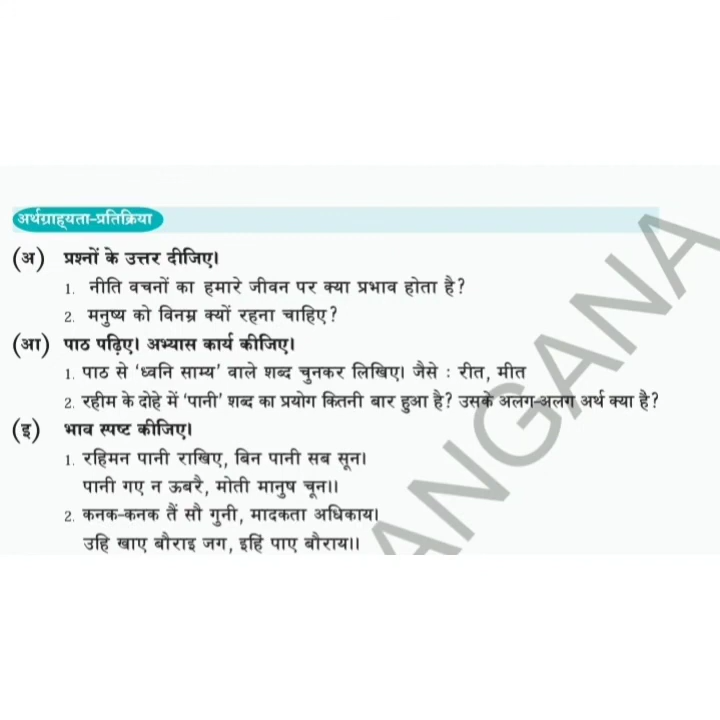 अर्थग्राह्यता-प्रतिक्रिया
(अ) प्रश्नों के उत्तर दीजिए।
1. नीति वचनों का हमारे जीवन पर क्या प्रभाव होता है?
2. मनुष्य को विनम्र क्यों रहना चाहिए?
(आ) पाठ पढ़िए। अभ्यास कार्य कीजिए।
1. पाठ से ‘ध्वनि साम्य’ वाले शब्द चुनकर लिखिए। जैसे : रीत, मीत
2. रहीम के दोहे में ‘पानी’ शब्द का प्रयोग कितनी बार हुआ है? उसके अलग-अलग अर्थ क्या है?
(इ) भाव स्पष्ट कीजिए।
1. रहिमन पानी राखिए, बिन पानी सब सून।
पानी गए न ऊबरै, मोती मानुष चून।।
2. कनक-कनक तैं सौ गुनी, मादकता अधिकाय।
उहि खाए बौराइ जग, इहिं पाए बौराय।।
ANGANA